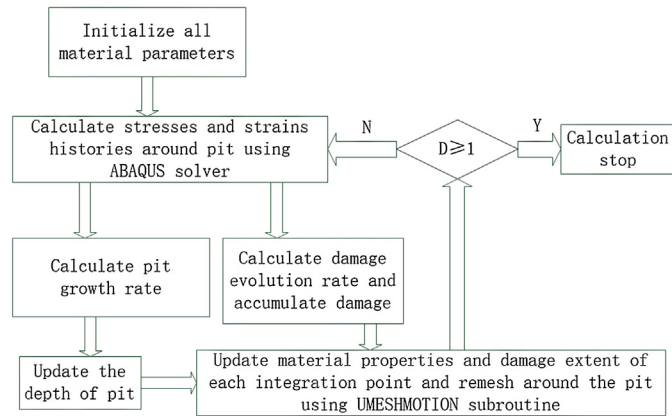 Initialize all
material parameters
Calculate stresses and strains
histories around pit using
ABAQUS solver
N
D≥1
Y
Calculation
stop
Calculate pit
growth rate
Calculate damage
evolution rate and
accumulate damage
Update the
depth of pit
Update material properties and damage extent of
each integration point and remesh around the pit
using UMESHMOTION subroutine